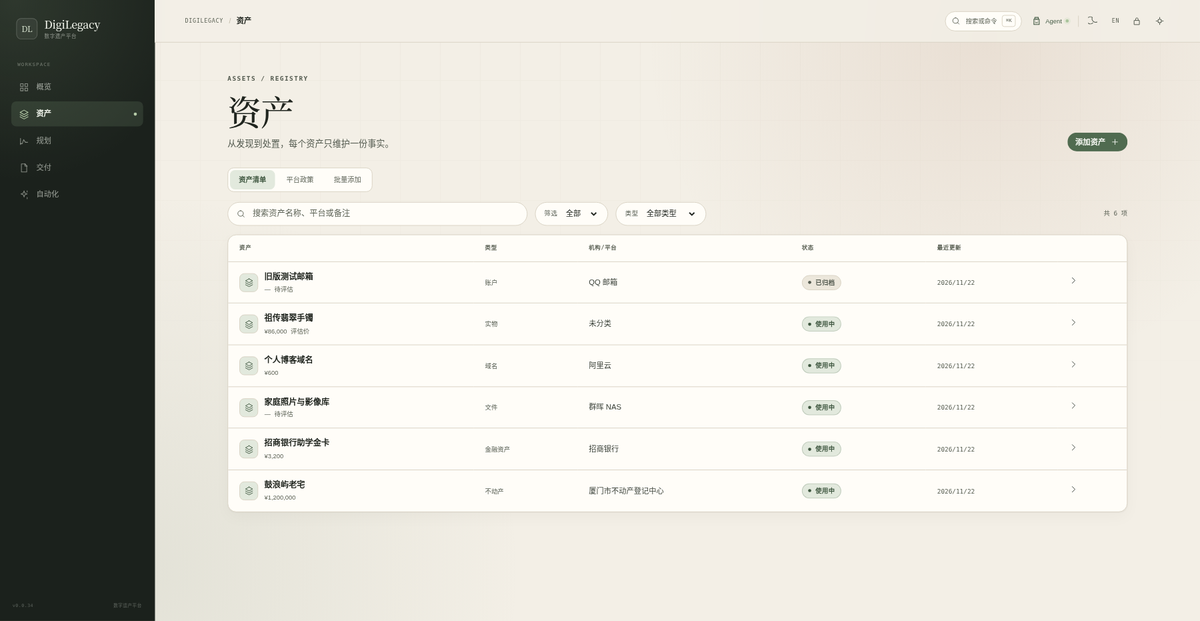 DL
DigiLegacy
数字遗产平台
WORKSPACE
概览
资产
规划
交付
自动化
数字遗产平台
DIGILEGACY / 资产
搜索或命令 ⌘K
Agent
EN
ASSETS / REGISTRY
资产
从发现到处置，每个资产只维护一份事实。
添加资产 +
资产清单 平台政策 批量添加
搜索资产名称、平台或备注
筛选 全部
类型 全部类型
共 6 项
资产 类型 机构/平台 状态 最近更新
旧版测试邮箱
— 待评估
账户 QQ 邮箱 已归档 2026/11/22
祖传翡翠手镯
¥86,000 评估价
实物 未分类 使用中 2026/11/22
个人博客域名
¥600
域名 阿里云 使用中 2026/11/22
家庭照片与影像库
— 待评估
文件 群晖 NAS 使用中 2026/11/22
招商银行助学金卡
¥3,200
金融资产 招商银行 使用中 2026/11/22
鼓浪屿老宅
¥1,200,000
不动产 厦门市不动产登记中心 使用中 2026/11/22